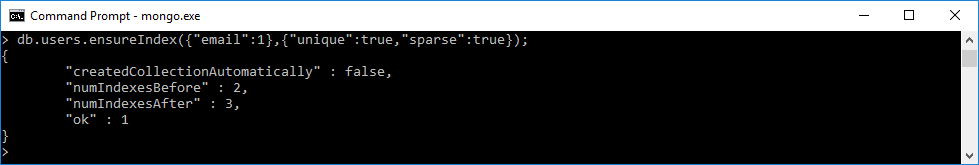 Command Prompt - mongo.exe
> db.users.ensureIndex({"email":1},{"unique":true,"sparse":true});
{
        "createdCollectionAutomatically" : false,
        "numIndexesBefore" : 2,
        "numIndexesAfter" : 3,
        "ok" : 1
}
>